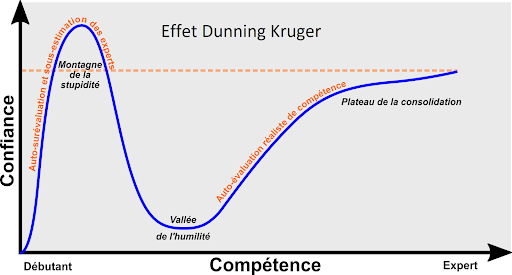 Effet Dunning Kruger
Auto-surévaluation et sous-estimation des experts
Montagne
de la
stupidité
Auto-évaluation réaliste de compétence
Plateau de la consolidation
Vallée
de l'humilité
Confiance
Débutant
Compétence
Expert